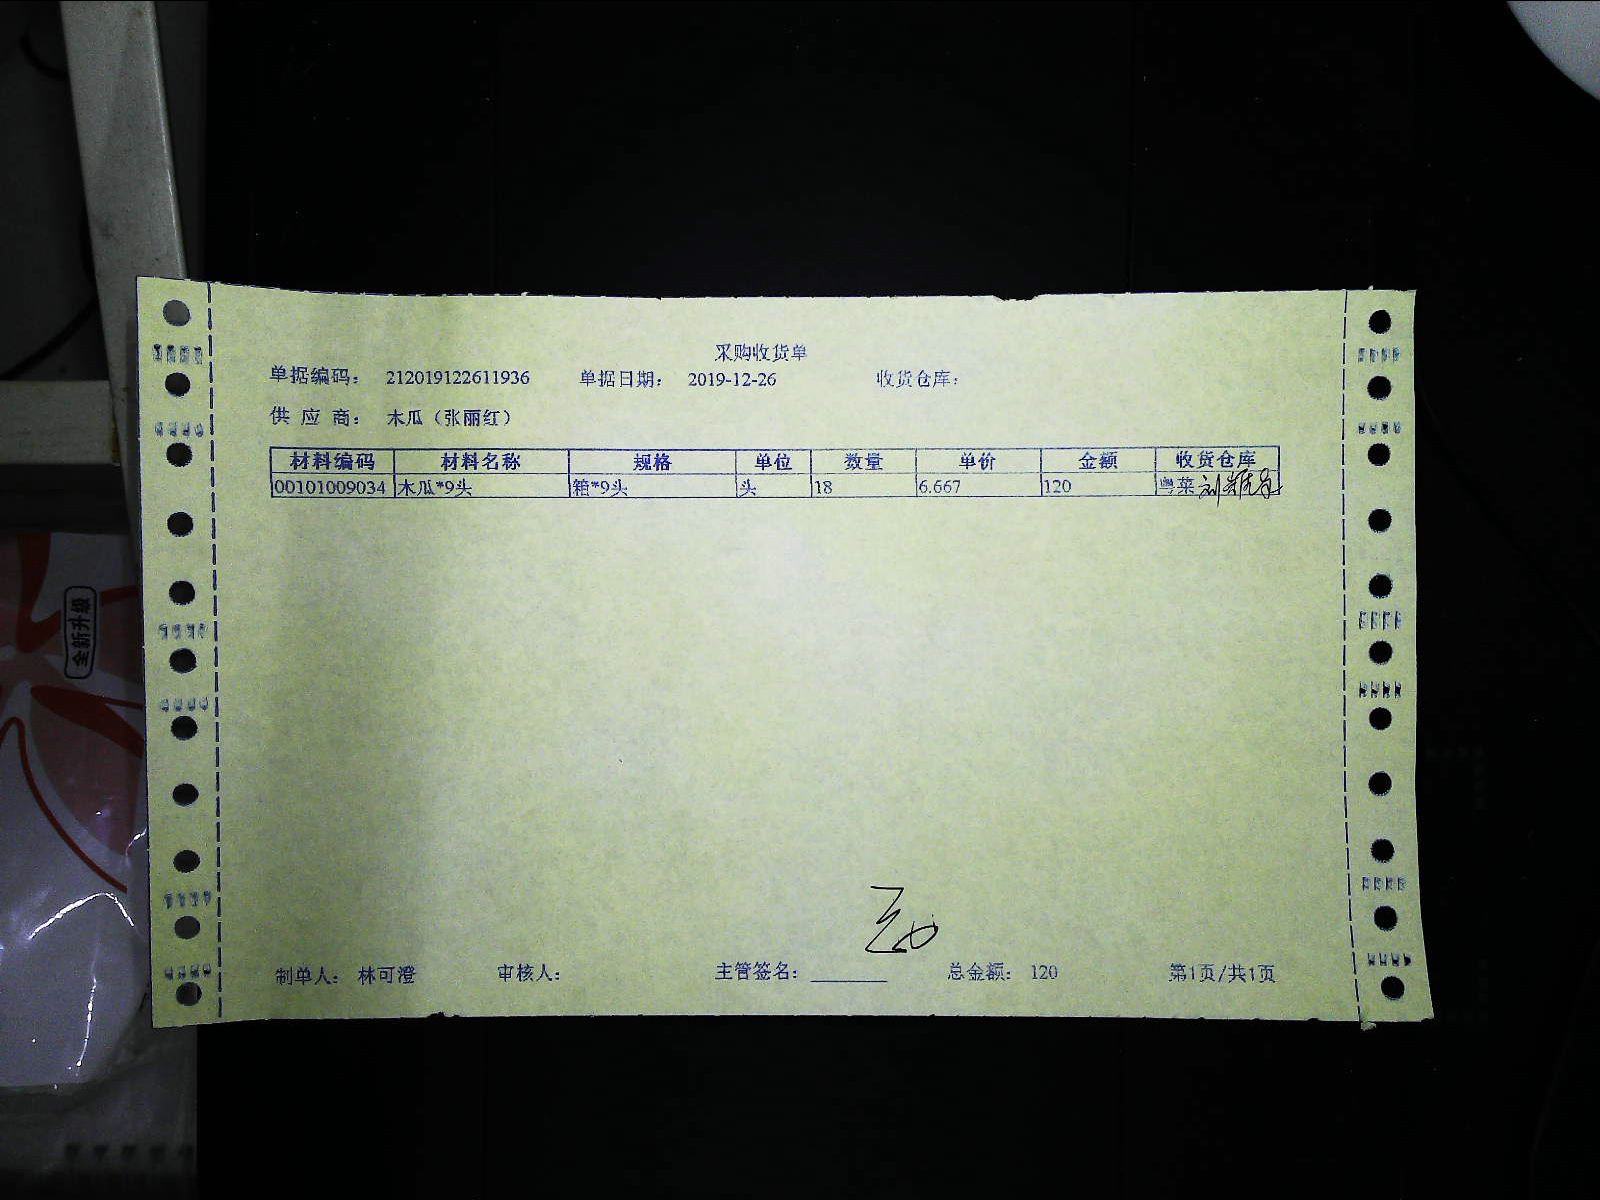 采购收货单
单据编码： 212019122611936 单据日期： 2019-12-26 收货仓库：
供 应 商： 木瓜（张丽红）
材料编码 材料名称 规格 单位 数量 单价 金额 收货仓库
00101009034 木瓜*9头 箱*9头 头 18 6.667 120 粤菜
制单人： 林可澄 审核人： 主管签名： 总金额： 120 第1页/共1页
全新升级